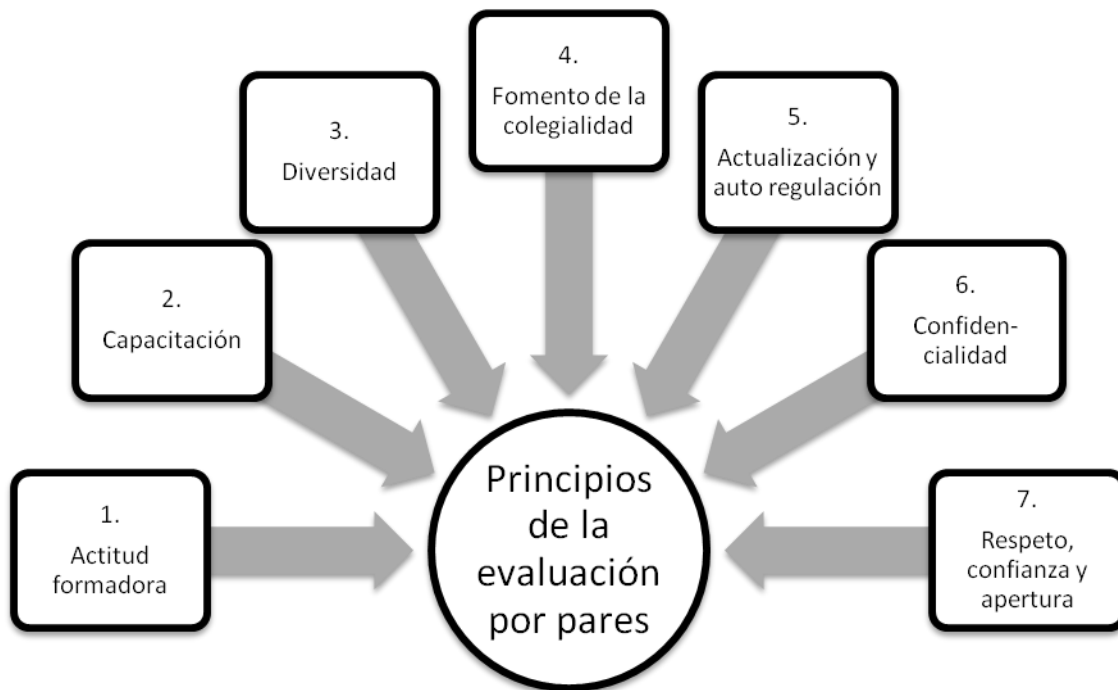 1.
Actitud
formadora
2.
Capacitación
3.
Diversidad
4.
Fomento de la
colegialidad
5.
Actualización y
auto regulación
6.
Confiden-
cialidad
7.
Respeto,
confianza y
apertura
Principios
de la
evaluación
por pares